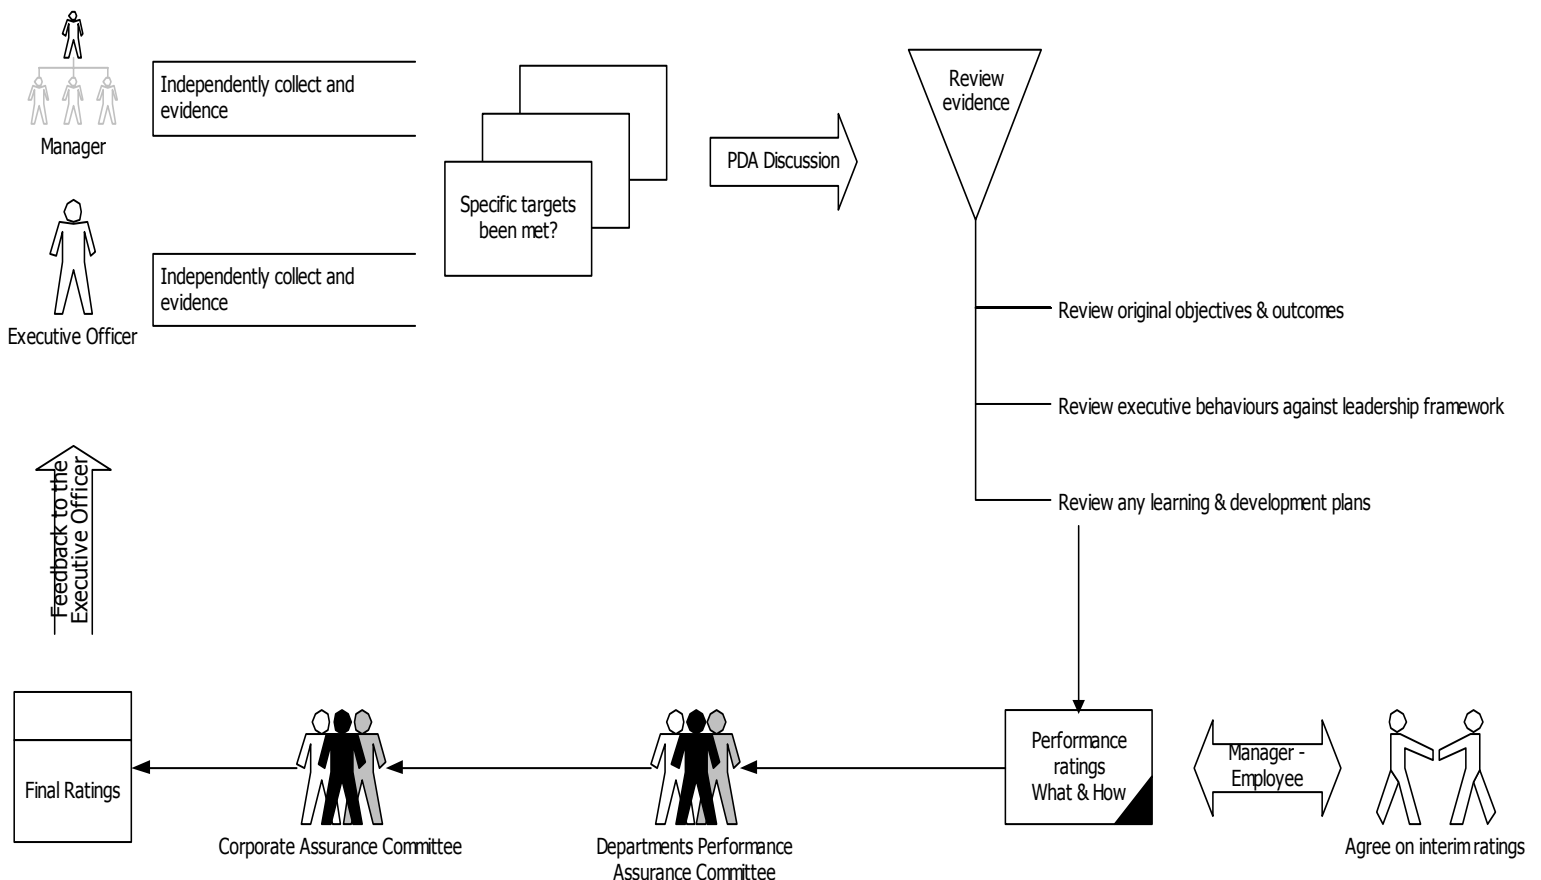 Manager
Independently collect and
evidence
Specific targets
been met?
PDA Discussion
Review
evidence
Executive Officer
Independently collect and
evidence
Review original objectives & outcomes
Review executive behaviours against leadership framework
Review any learning & development plans
Feedback to the
Executive Officer
Performance
ratings
What & How
Manager -
Employee
Agree on interim ratings
Departments Performance
Assurance Committee
Corporate Assurance Committee
Final Ratings